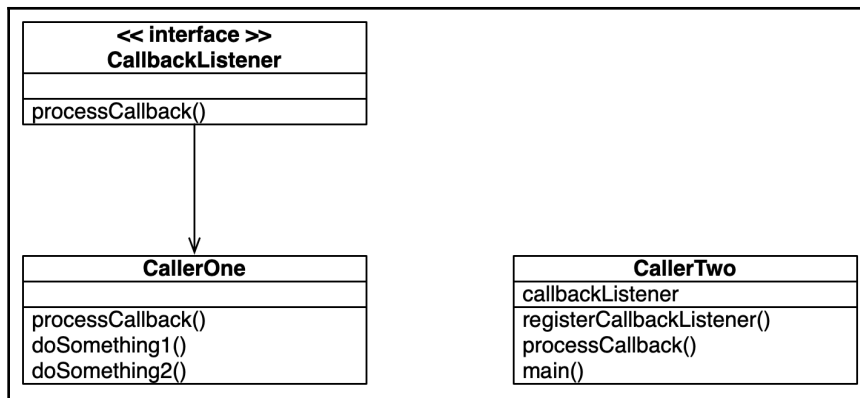 << interface >>
CallbackListener
processCallback()
CallerOne
processCallback()
doSomething1()
doSomething2()
CallerTwo
callbackListener
registerCallbackListener()
processCallback()
main()